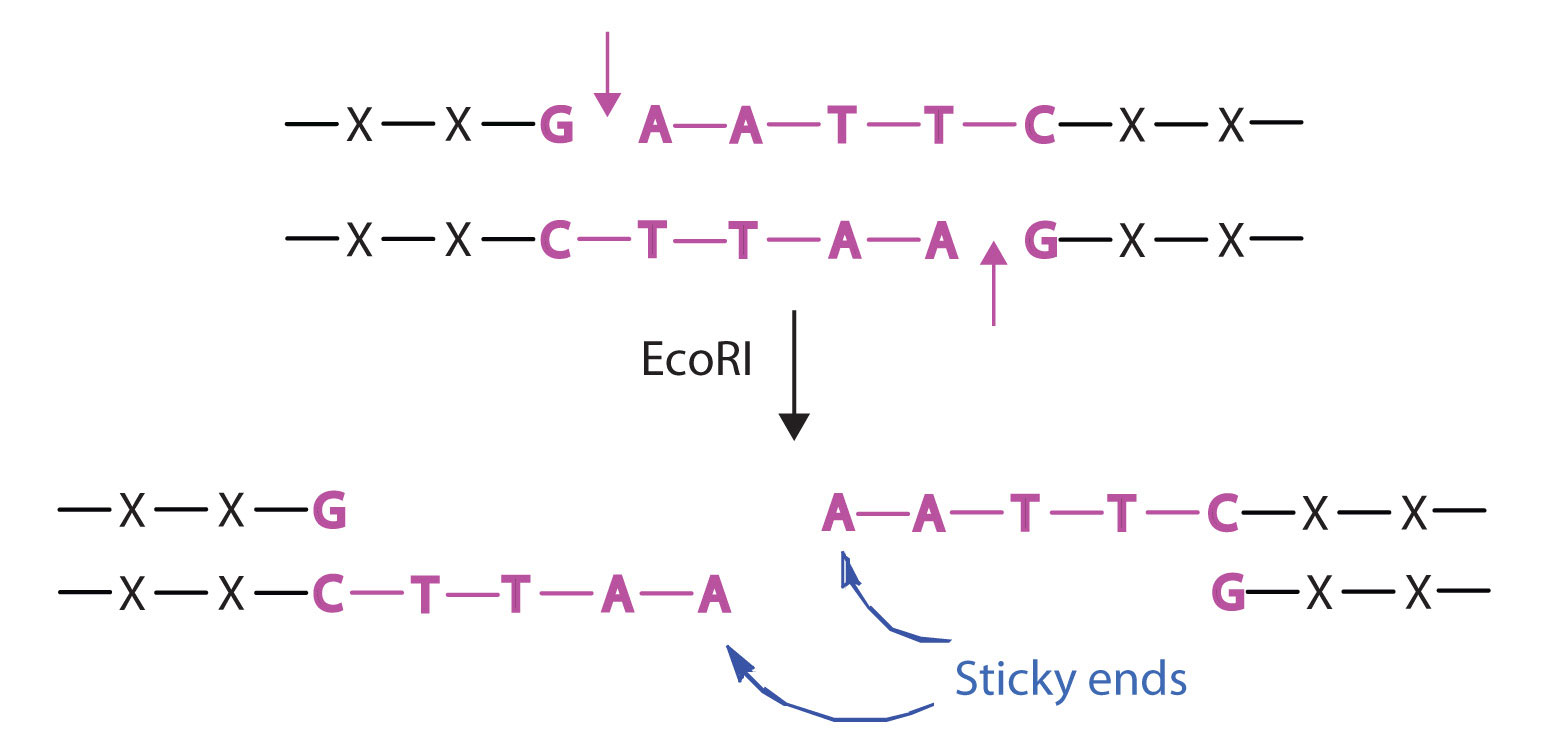 —X—X—G A—A—T—T—C—X—X—
—X—X—C—T—T—A—A G—X—X—
EcoRI
—X—X—G A—A—T—T—C—X—X—
—X—X—C—T—T—A—A G—X—X—
Sticky ends